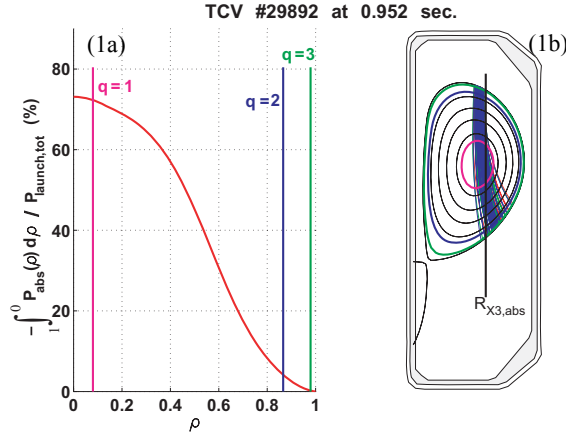 TCV #29892 at 0.952 sec.
(1a)
(1b)
q=1
q=2
q=3
80
60
40
20
0
0 0.2 0.4 0.6 0.8 1
ρ
-∫₁⁰ P_abs(ρ) dρ / P_launch,tot (%)
R_X3,abs